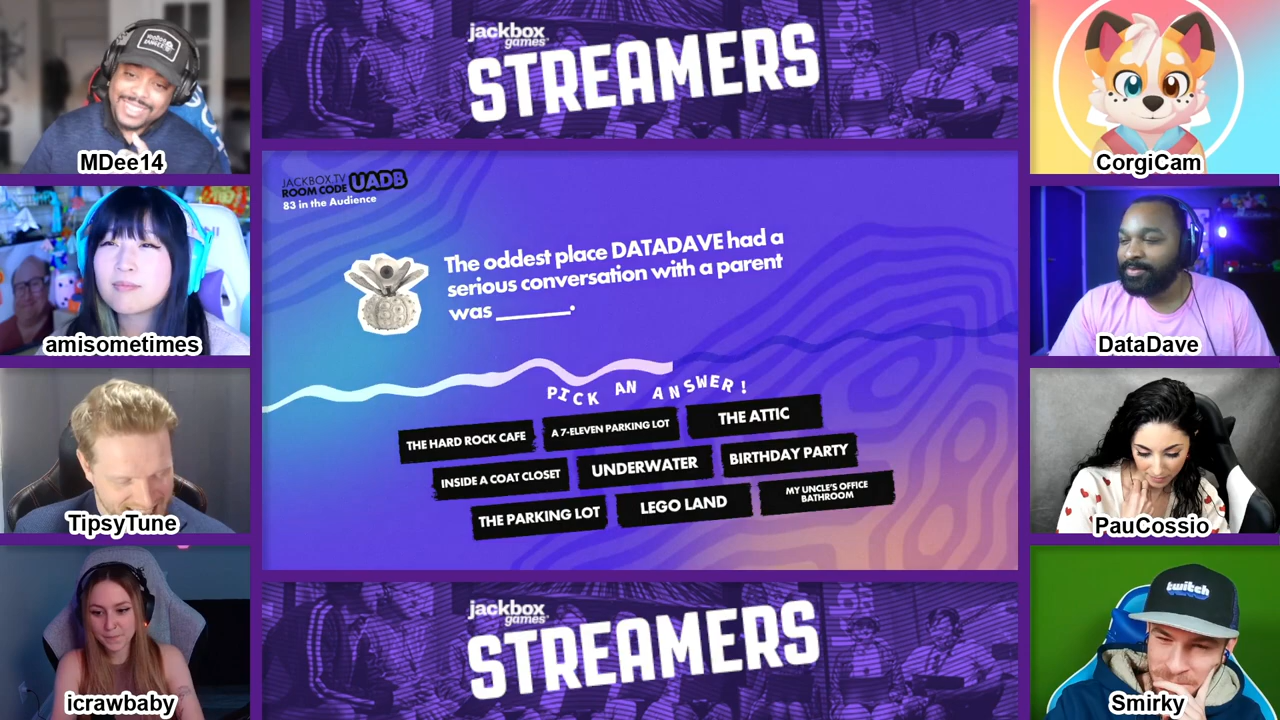 jackbox
games
STREAMERS
JACKBOX.TV
ROOM CODE UADB
83 in the Audience
The oddest place DATADAVE had a
serious conversation with a parent
was ________.
PICK AN ANSWER!
THE HARD ROCK CAFE
A 7-ELEVEN PARKING LOT
THE ATTIC
INSIDE A COAT CLOSET
UNDERWATER
BIRTHDAY PARTY
THE PARKING LOT
LEGO LAND
MY UNCLE'S OFFICE
BATHROOM
jackbox
games
STREAMERS
MDee14
amisometimes
TipsyTune
icrawbaby
CorgiCam
DataDave
PauCossio
twitch
Smirky